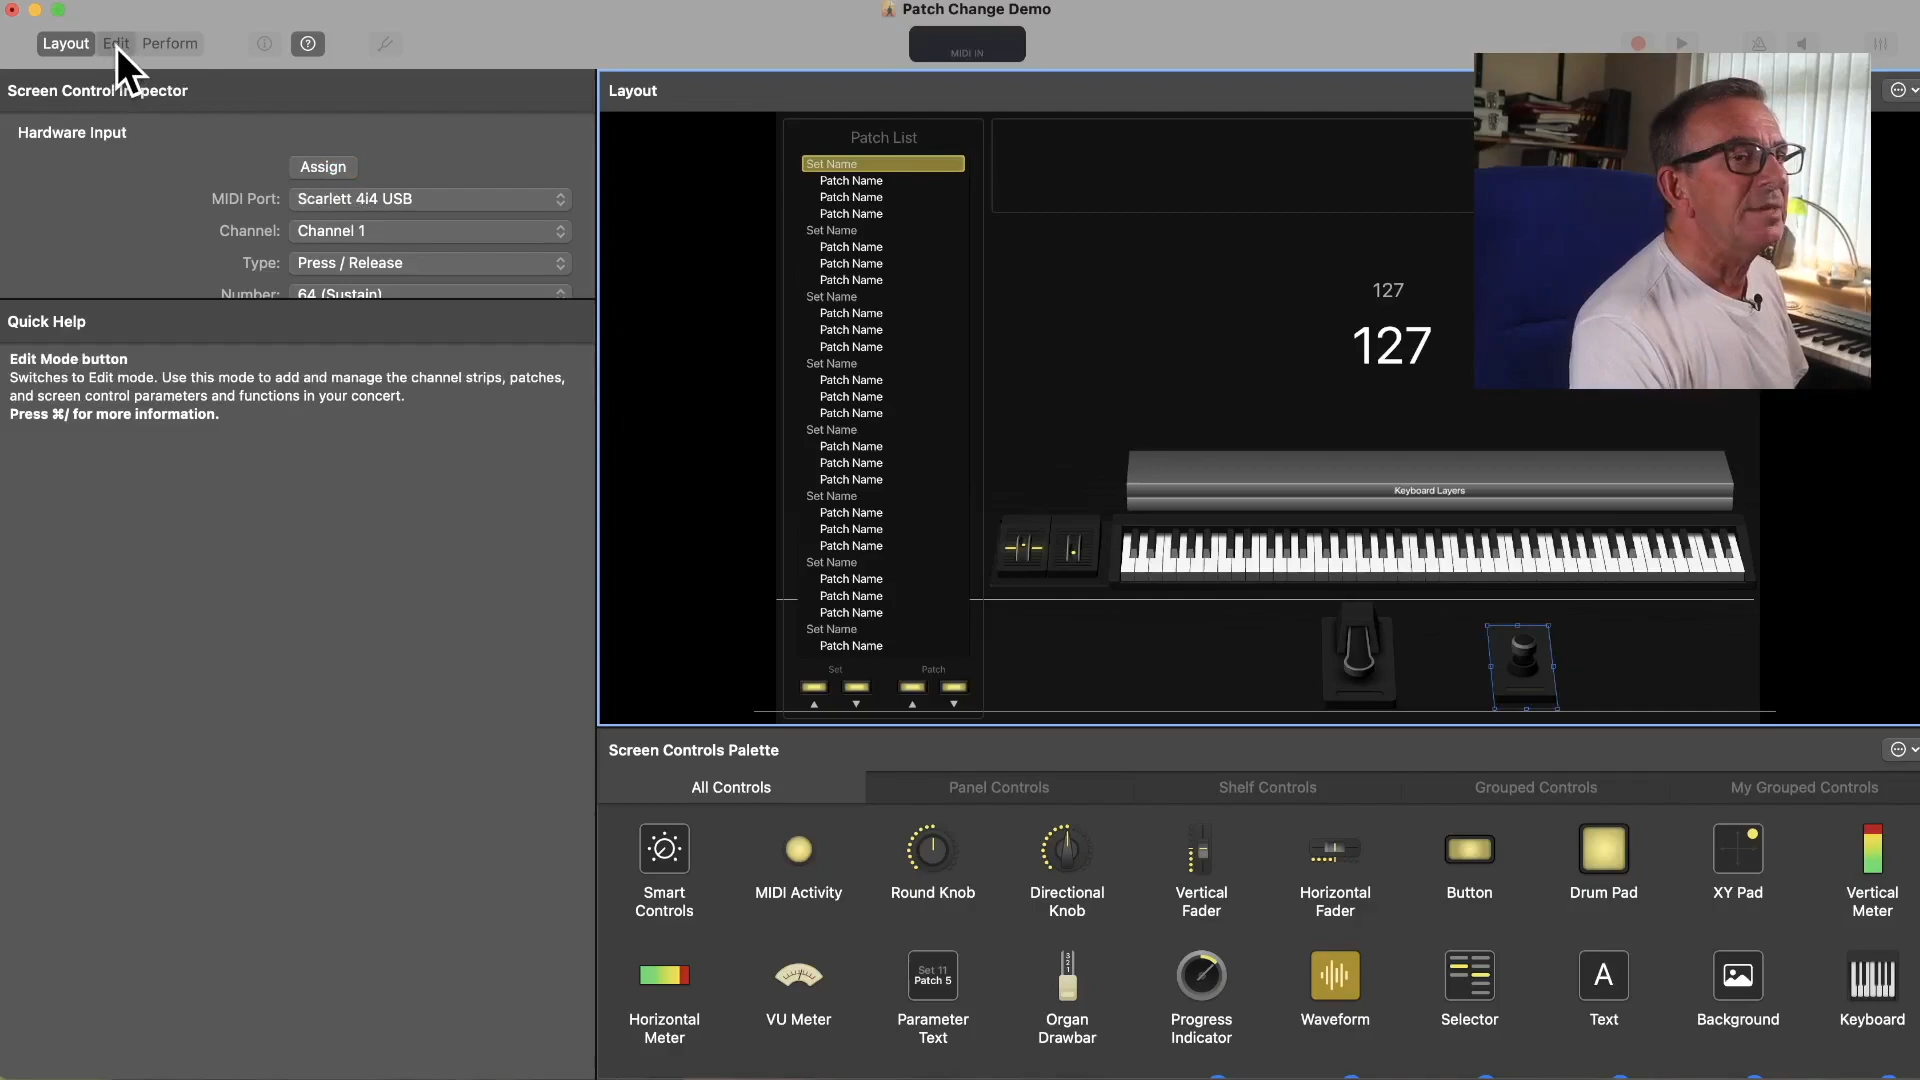 Patch Change Demo
Layout Edit Perform
MIDI IN
Screen Control Inspector
Layout
Hardware Input
Assign
MIDI Port: Scarlett 4i4 USB
Channel: Channel 1
Type: Press / Release
Number: 64 (Sustain)
Quick Help
Edit Mode button
Switches to Edit mode. Use this mode to add and manage the channel strips, patches,
and screen control parameters and functions in your concert.
Press ⌘/ for more information.
Patch List
Set Name
Patch Name
Patch Name
Patch Name
Set Name
Patch Name
Patch Name
Patch Name
Set Name
Patch Name
Patch Name
Patch Name
Set Name
Patch Name
Patch Name
Patch Name
Set Name
Patch Name
Patch Name
Patch Name
Set Name
Patch Name
Patch Name
Patch Name
Set Name
Patch Name
Patch Name
Patch Name
Set Name
Patch Name
Set Patch
127
127
Keyboard Layers
Screen Controls Palette
All Controls Panel Controls Shelf Controls Grouped Controls My Grouped Controls
Smart Controls
MIDI Activity
Round Knob
Directional Knob
Vertical Fader
Horizontal Fader
Button
Drum Pad
XY Pad
Vertical Meter
Set 11
Patch 5
3
2
1
A
Horizontal Meter
VU Meter
Parameter Text
Organ Drawbar
Progress Indicator
Waveform
Selector
Text
Background
Keyboard